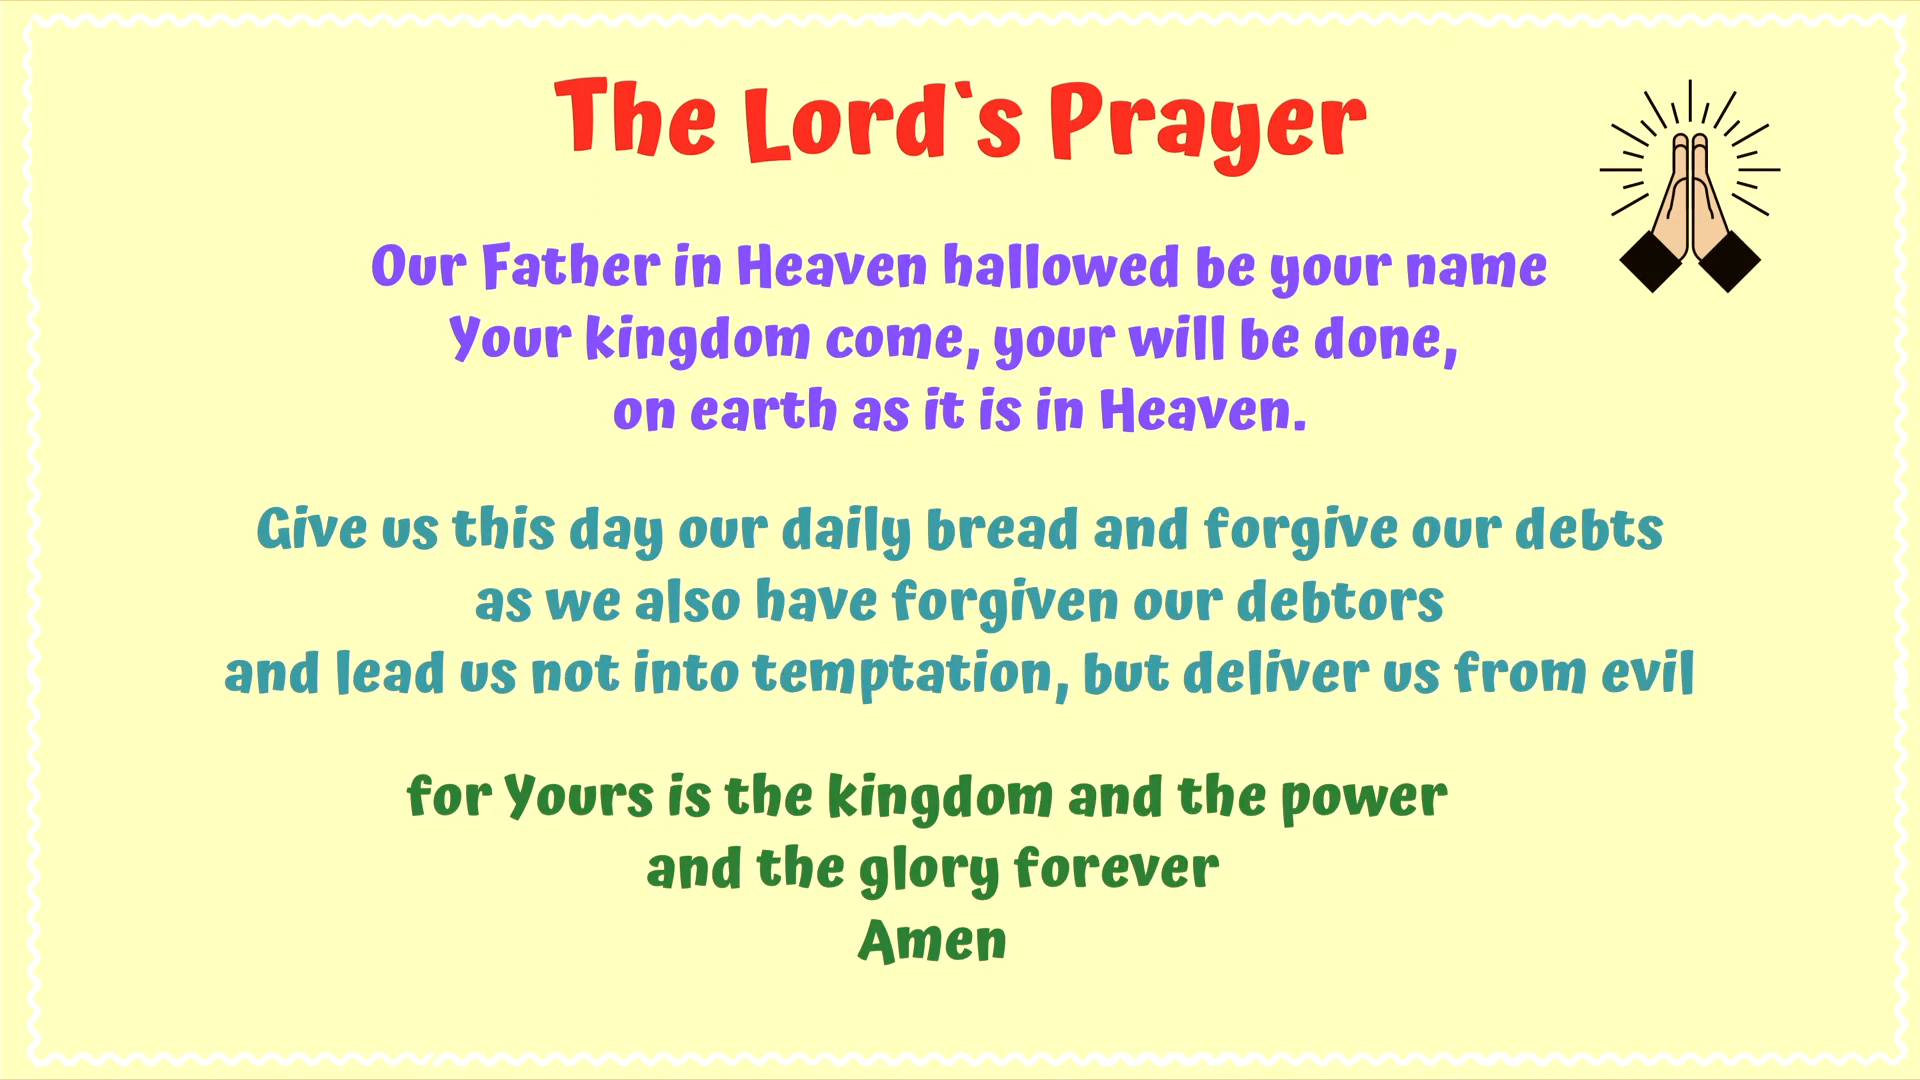 The Lord`s Prayer
Our Father in Heaven hallowed be your name
Your kingdom come, your will be done,
on earth as it is in Heaven.
Give us this day our daily bread and forgive our debts
as we also have forgiven our debtors
and lead us not into temptation, but deliver us from evil
for Yours is the kingdom and the power
and the glory forever
Amen